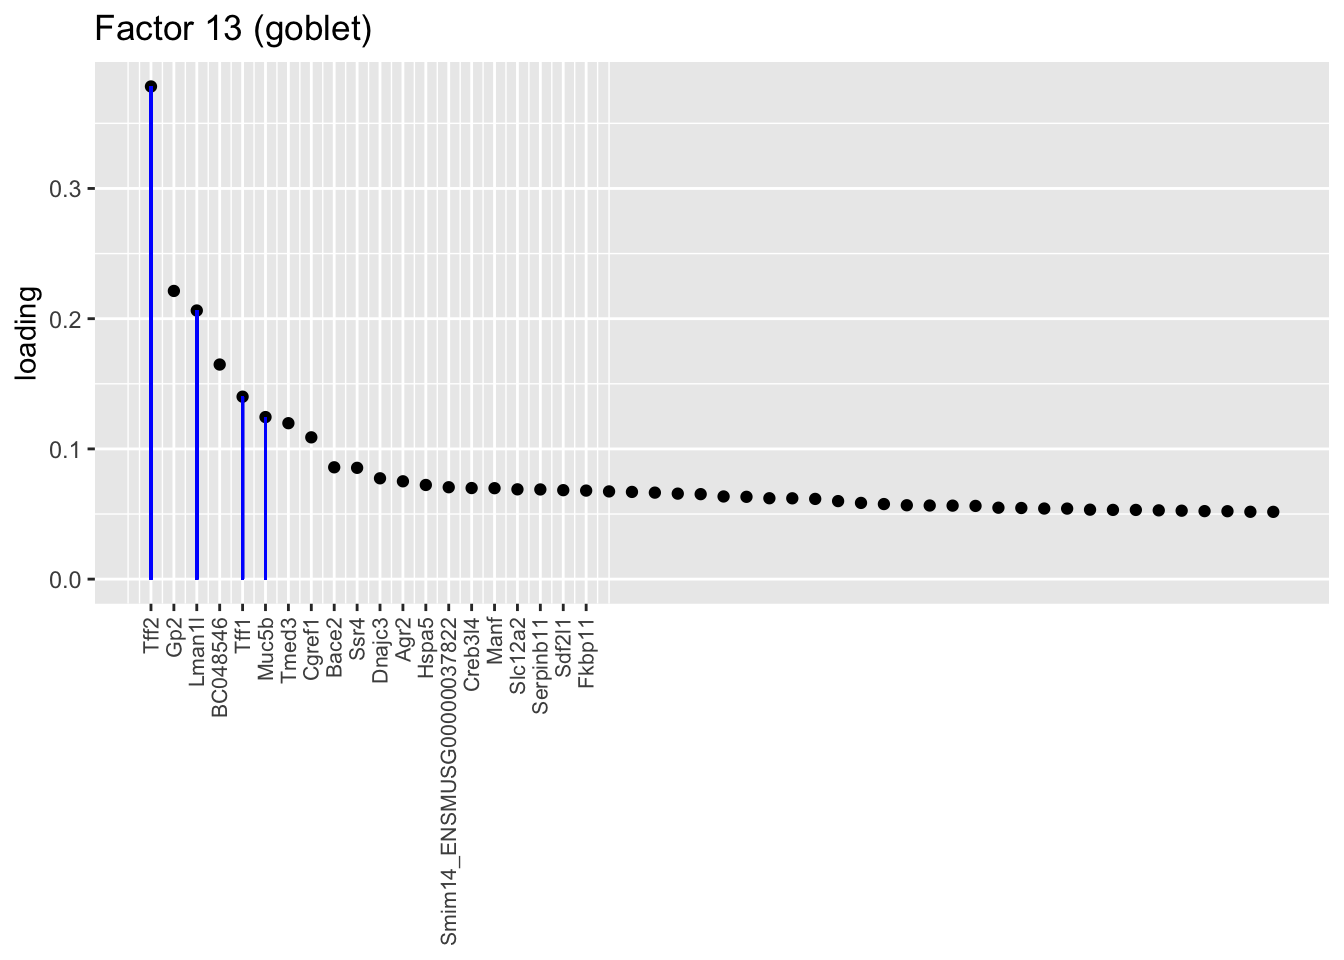 Factor 13 (goblet)
loading
0.3
0.2
0.1
0.0
Tff2
Gp2
Lman1l
BC048546
Tff1
Muc5b
Tmed3
Cgref1
Bace2
Ssr4
Dnajc3
Agr2
Hspa5
Smim14_ENSMUSG00000037822
Creb3l4
Manf
Slc12a2
Serpinb11
Sdf2l1
Fkbp11